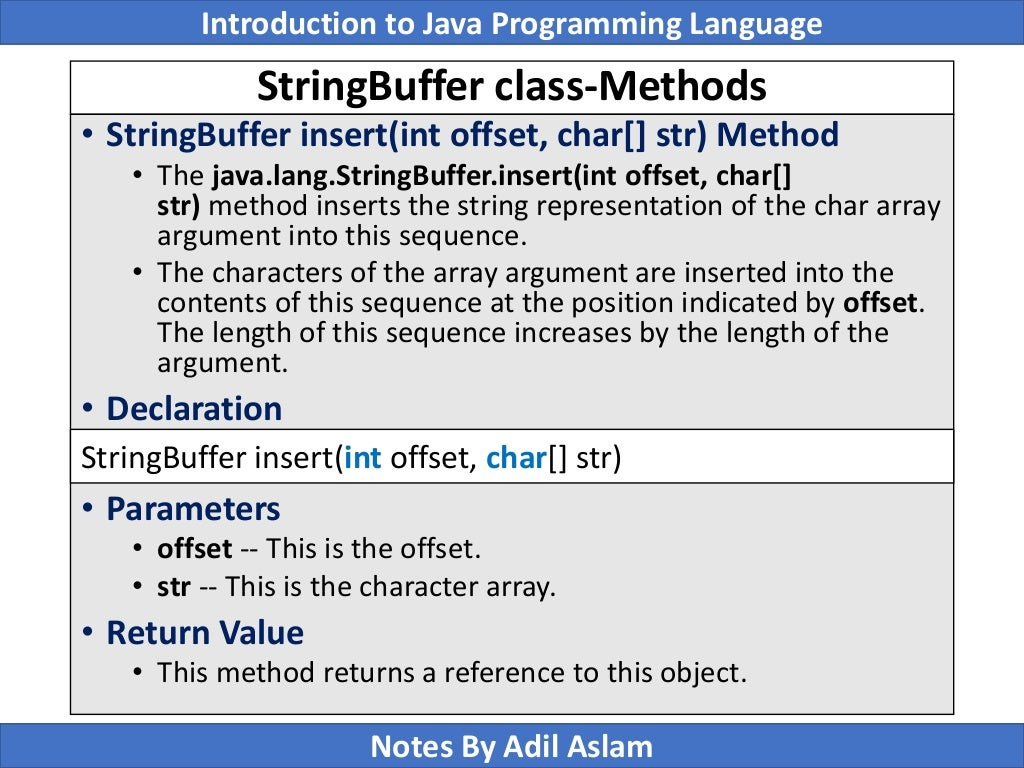 Introduction to Java Programming Language
StringBuffer class-Methods
• StringBuffer insert(int offset, char[] str) Method
• The java.lang.StringBuffer.insert(int offset, char[]
str) method inserts the string representation of the char array
argument into this sequence.
• The characters of the array argument are inserted into the
contents of this sequence at the position indicated by offset.
The length of this sequence increases by the length of the
argument.
• Declaration
StringBuffer insert(int offset, char[] str)
• Parameters
• offset -- This is the offset.
• str -- This is the character array.
• Return Value
• This method returns a reference to this object.
Notes By Adil Aslam